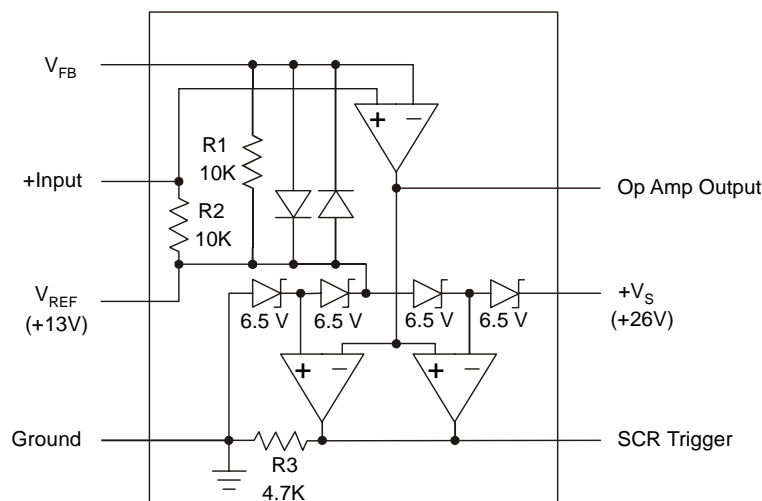 V_FB
R1
10K
+ −
+Input
Op Amp Output
R2
10K
V_REF
(+13V)
6.5 V
6.5 V
6.5 V
6.5 V
+V_S
(+26V)
+ −
+ −
Ground
R3
4.7K
SCR Trigger